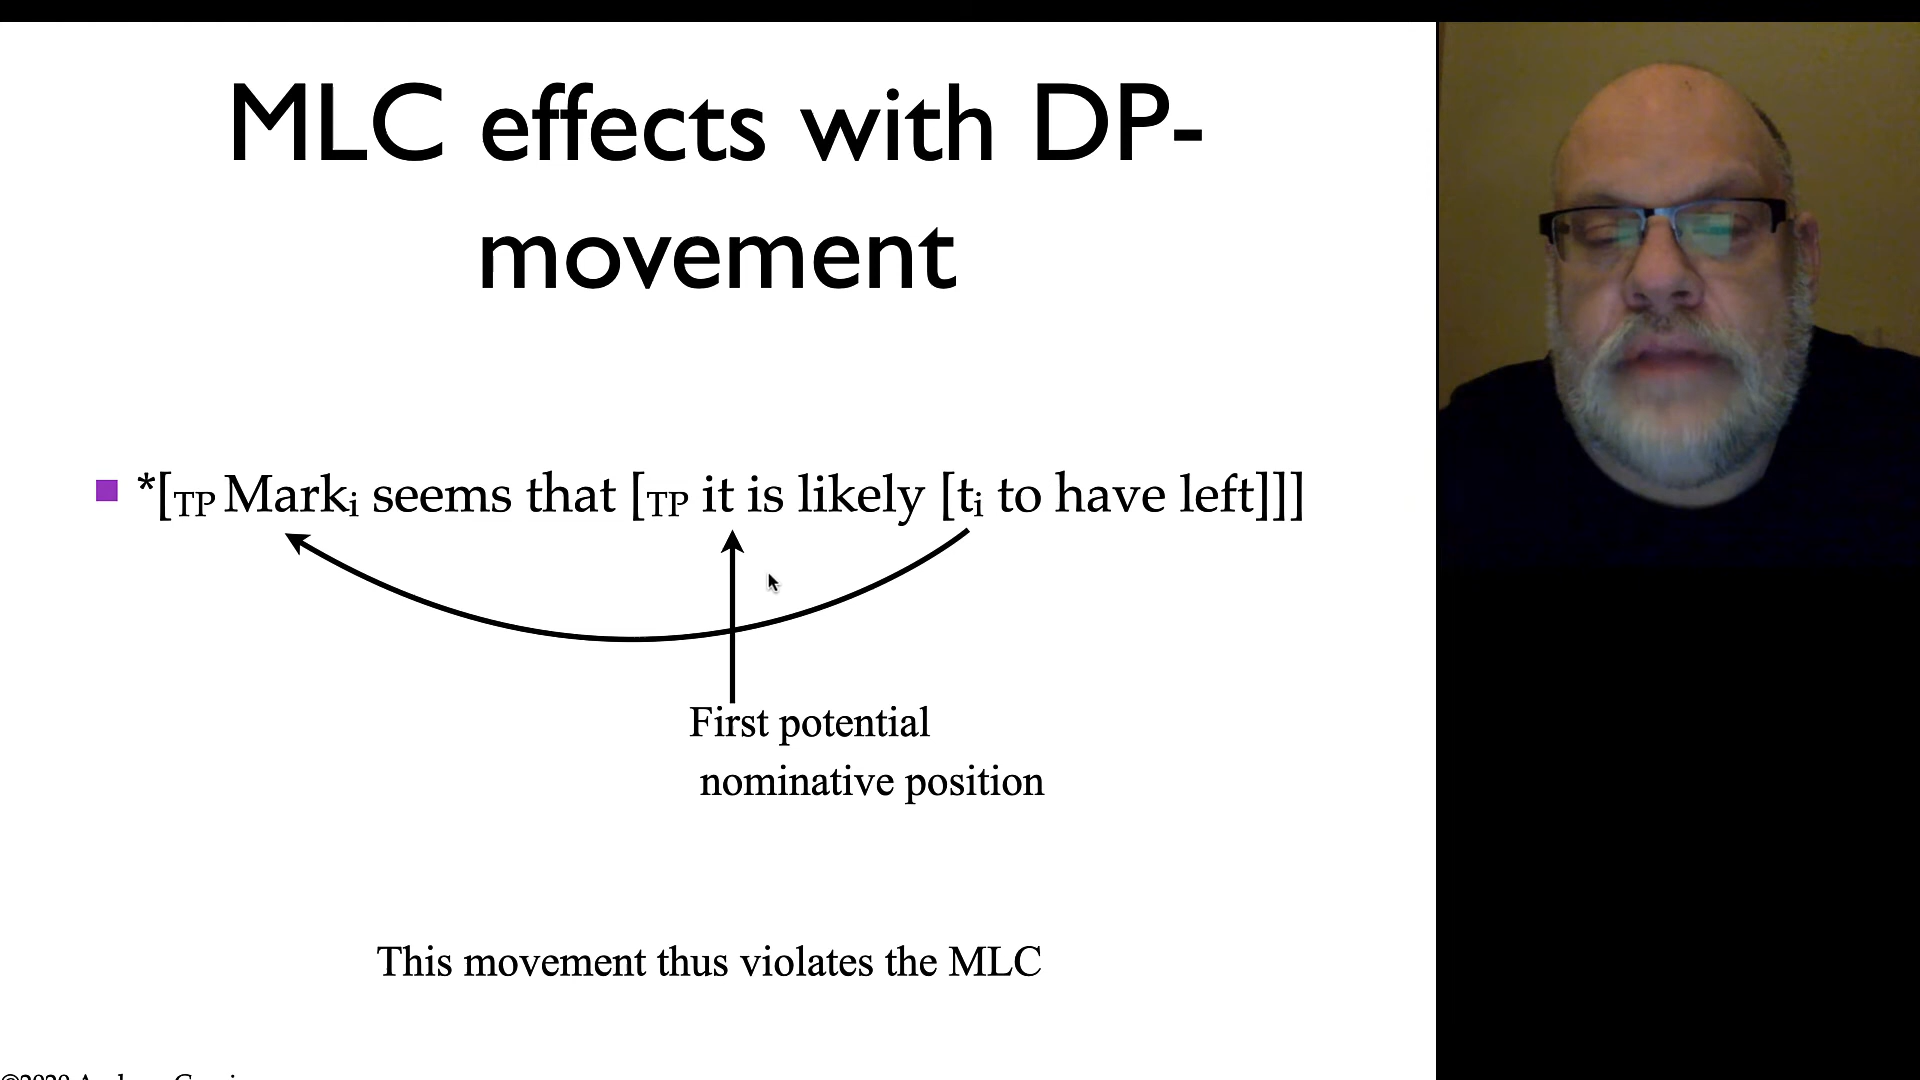 MLC effects with DP-
movement
*[TP Marki seems that [TP it is likely [ti to have left]]]
First potential
nominative position
This movement thus violates the MLC